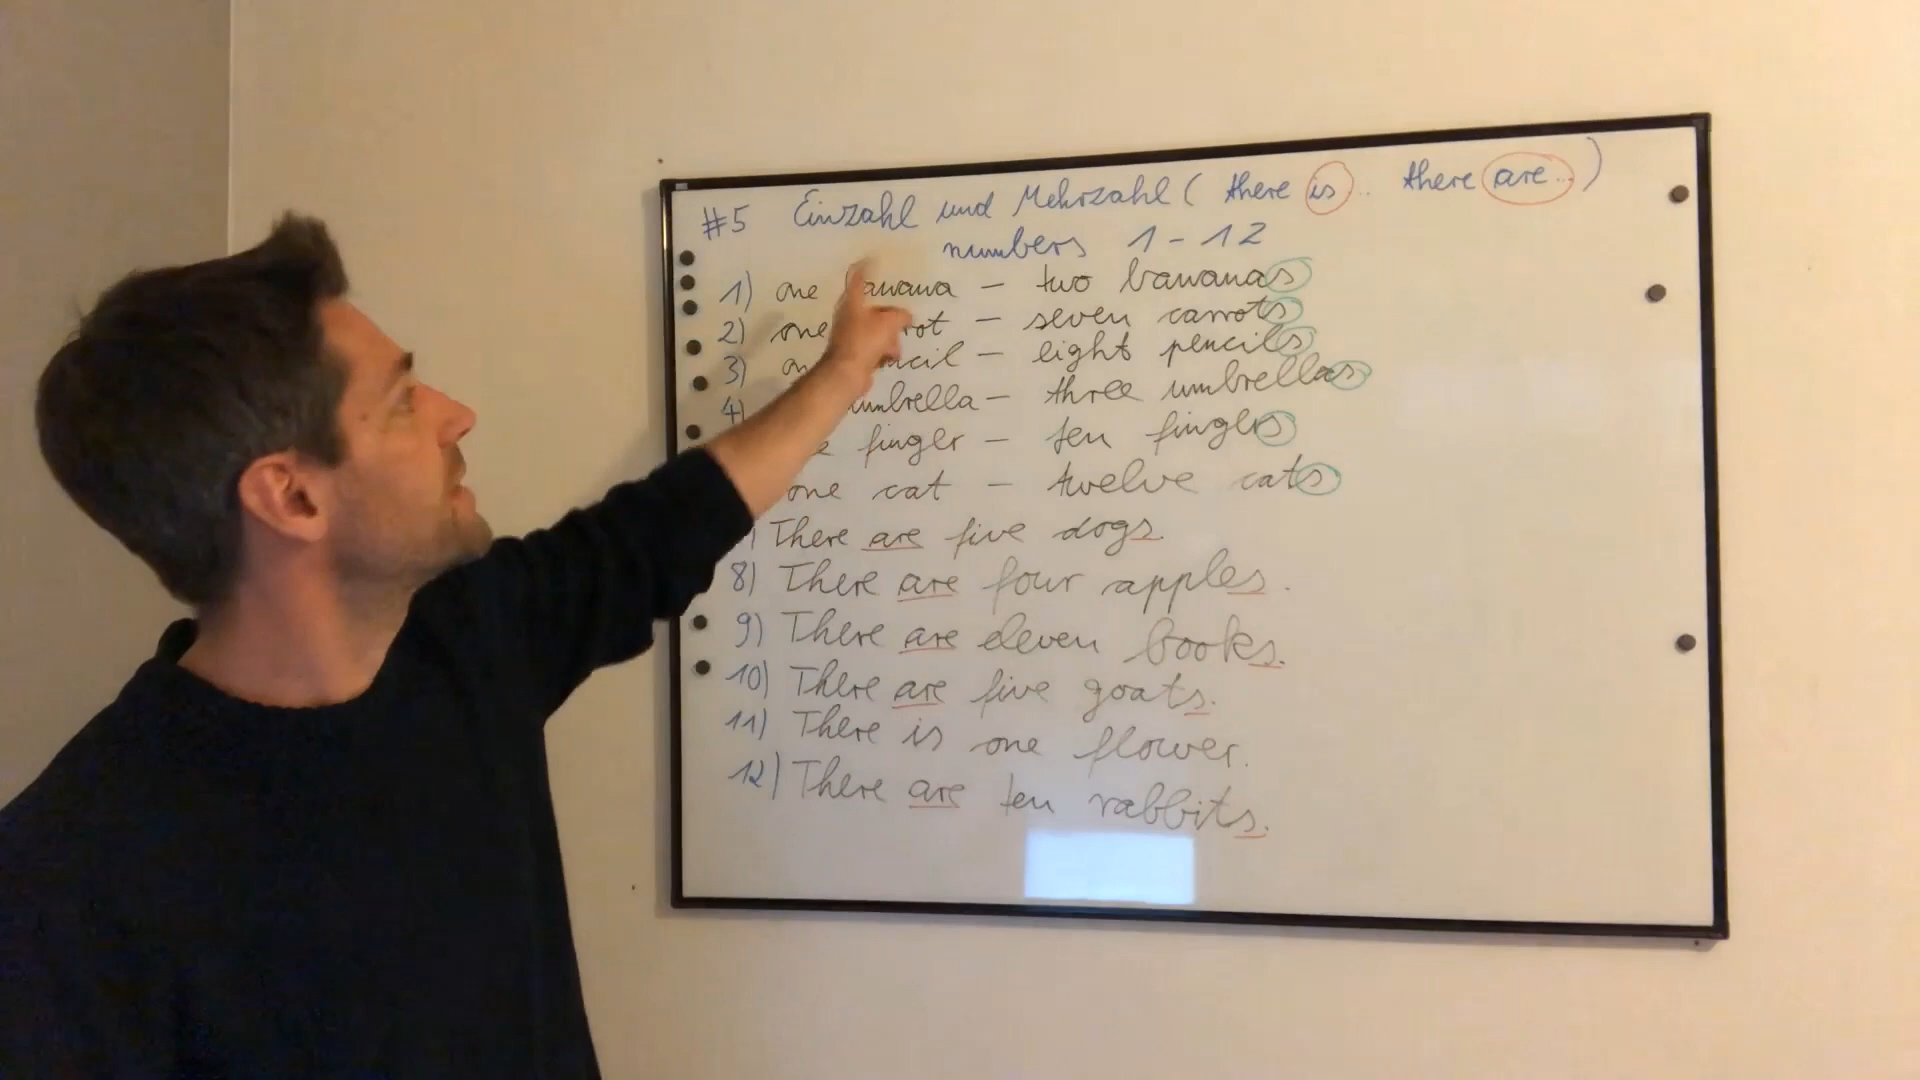 #5 Einzahl und Mehrzahl ( there is.. there are... )
numbers 1-12
1) one banana - two bananas
2) one rot - seven carrots
3) on ncil - eight pencils
4) umbrella - three umbrellas
e finger - ten fingers
one cat - twelve cats
) There are five dogs.
8) There are four apples.
9) There are eleven books.
10) There are five goats.
11) There is one flower.
12) There are ten rabbits.